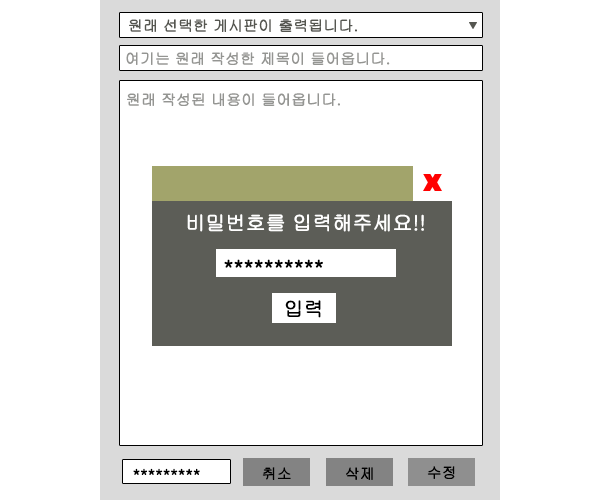 원래 선택한 게시판이 출력됩니다.
여기는 원래 작성한 제목이 들어옵니다.
원래 작성된 내용이 들어옵니다.
X
비밀번호를 입력해주세요!!
**********
입력
********* 취소 삭제 수정